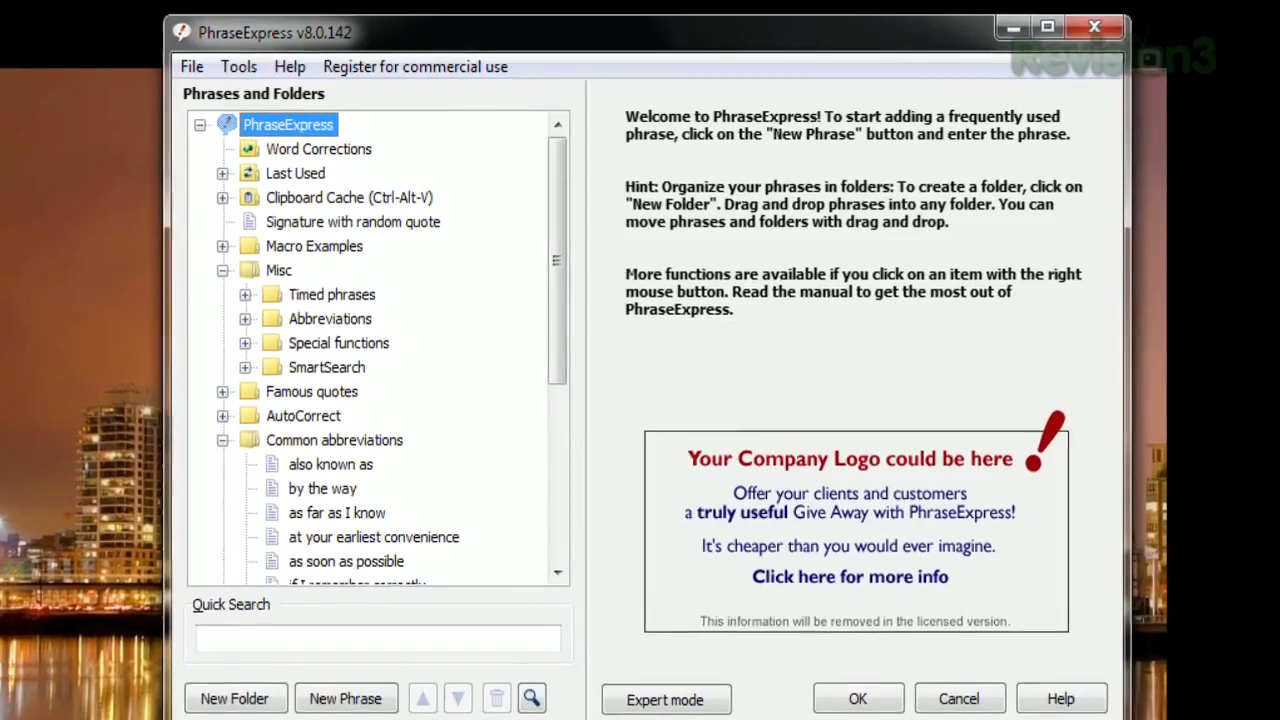 PhraseExpress v8.0.142
Revision3
File Tools Help Register for commercial use
Phrases and Folders
PhraseExpress
Word Corrections
Last Used
Clipboard Cache (Ctrl-Alt-V)
Signature with random quote
Macro Examples
Misc
Timed phrases
Abbreviations
Special functions
SmartSearch
Famous quotes
AutoCorrect
Common abbreviations
also known as
by the way
as far as I know
at your earliest convenience
as soon as possible
if I remember correctly
Quick Search
New Folder New Phrase
Welcome to PhraseExpress! To start adding a frequently used
phrase, click on the "New Phrase" button and enter the phrase.
Hint: Organize your phrases in folders: To create a folder, click on
"New Folder". Drag and drop phrases into any folder. You can
move phrases and folders with drag and drop.
More functions are available if you click on an item with the right
mouse button. Read the manual to get the most out of
PhraseExpress.
Your Company Logo could be here
Offer your clients and customers
a truly useful Give Away with PhraseExpress!
It's cheaper than you would ever imagine.
Click here for more info
This information will be removed in the licensed version.
Expert mode OK Cancel Help